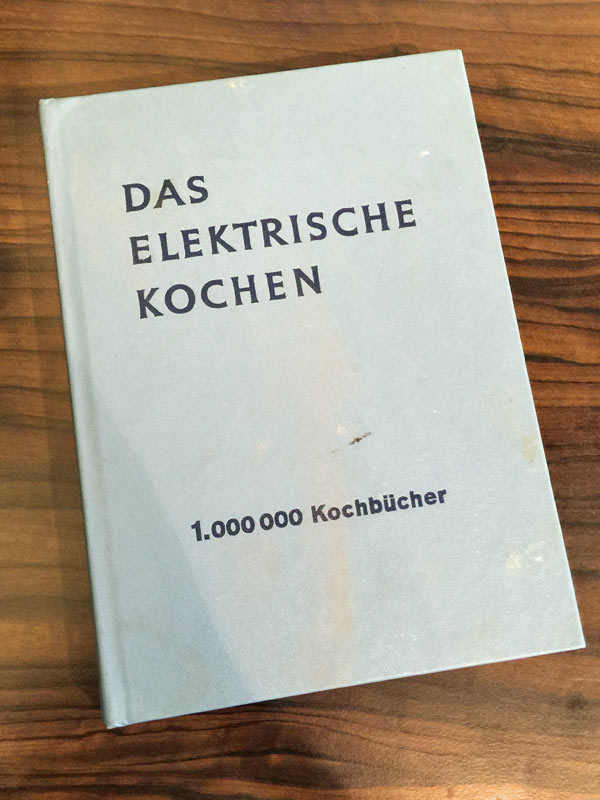 DAS
ELEKTRISCHE
KOCHEN
1.000 000 Kochbücher